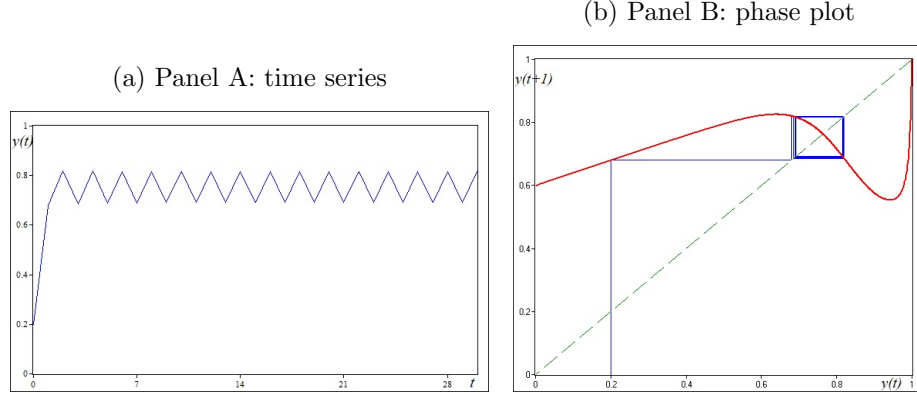 (a) Panel A: time series
1
y(t)
0.8
0.6
0.4
0.2
0
0 7 14 21 28 t
(b) Panel B: phase plot
1
y(t+1)
0.8
0.6
0.4
0.2
0
0 0.2 0.4 0.6 0.8 y(t) 1